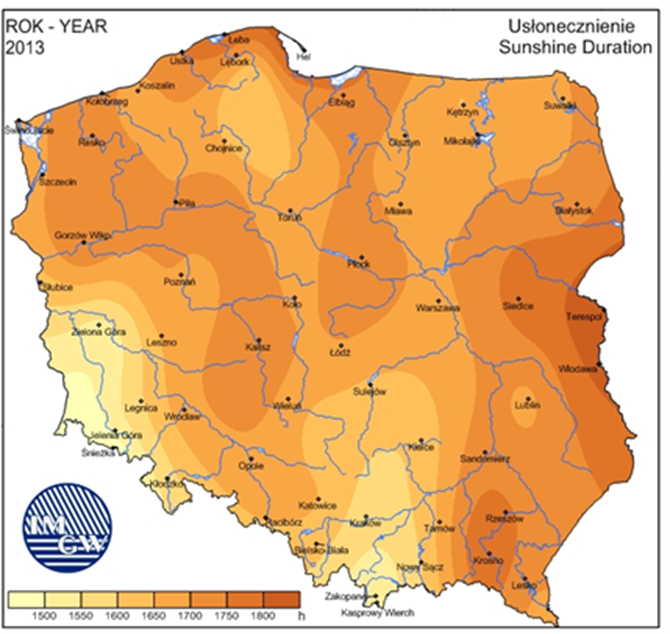 ROK - YEAR
2013
Usłonecznienie
Sunshine Duration
Łeba
Hel
Ustka
Lębork
Koszalin
Kołobrzeg
Elbląg
Kętrzyn
Suwałki
Świnoujście
Resko
Chojnice
Olsztyn
Mikołajki
Szczecin
Piła
Toruń
Mława
Białystok
Gorzów Wlkp.
Płock
Słubice
Poznań
Koło
Warszawa
Siedlce
Terespol
Zielona Góra
Leszno
Kalisz
Łódź
Włodawa
Sulejów
Legnica
Wrocław
Wieluń
Lublin
Jelenia Góra
Śnieżka
Kielce
Opole
Sandomierz
Kłodzko
Katowice
Racibórz
Kraków
Tarnów
Rzeszów
Bielsko-Biała
Krosno
Nowy Sącz
Lesko
Zakopane
Kasprowy Wierch
IM
GW
1500 1550 1600 1650 1700 1750 1800 h